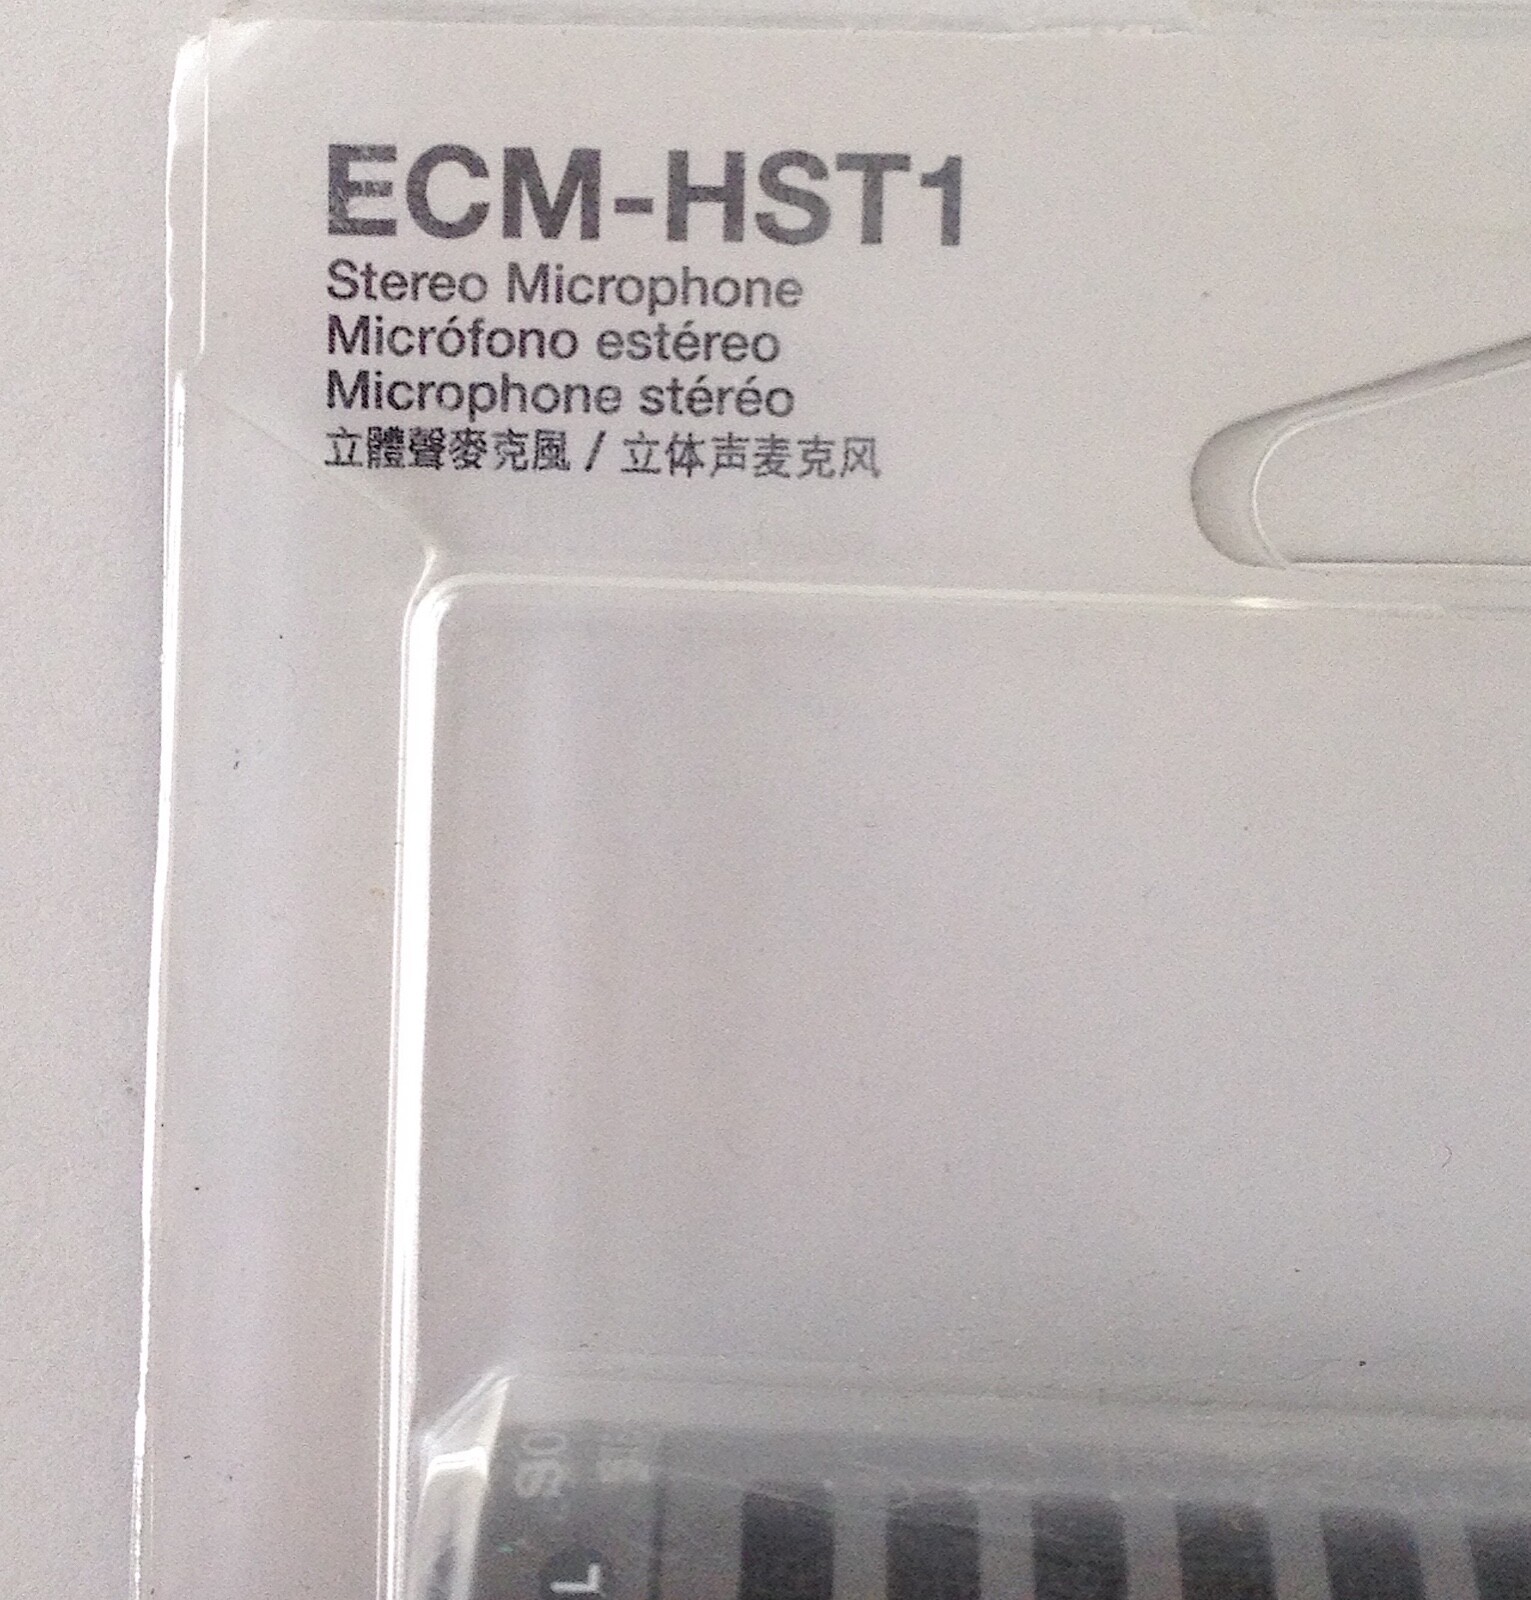 ECM-HST1
Stereo Microphone
Micrófono estéreo
Microphone stéréo
立體聲麥克風 / 立体声麦克风
L